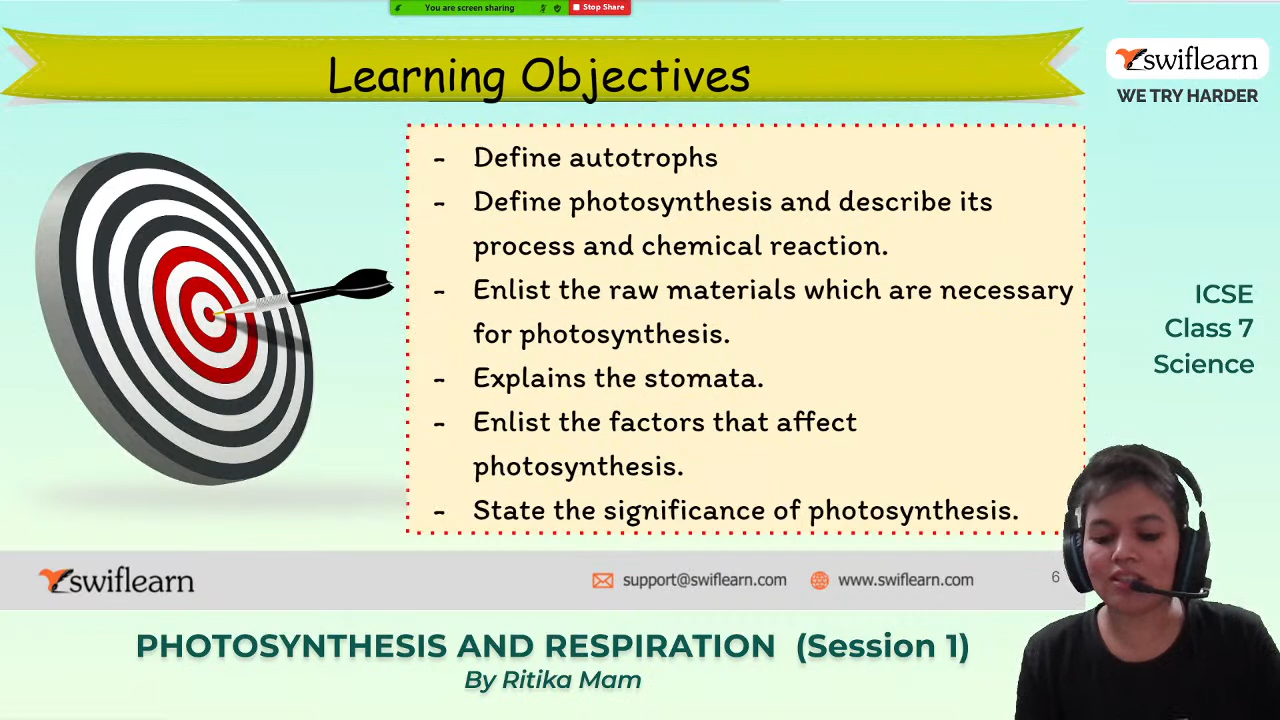 You are screen sharing Stop Share
Learning Objectives
swiflearn
WE TRY HARDER
- Define autotrophs
- Define photosynthesis and describe its
process and chemical reaction.
- Enlist the raw materials which are necessary
for photosynthesis.
- Explains the stomata.
- Enlist the factors that affect
photosynthesis.
- State the significance of photosynthesis.
ICSE
Class 7
Science
swiflearn support@swiflearn.com www.swiflearn.com 6
PHOTOSYNTHESIS AND RESPIRATION (Session 1)
By Ritika Mam